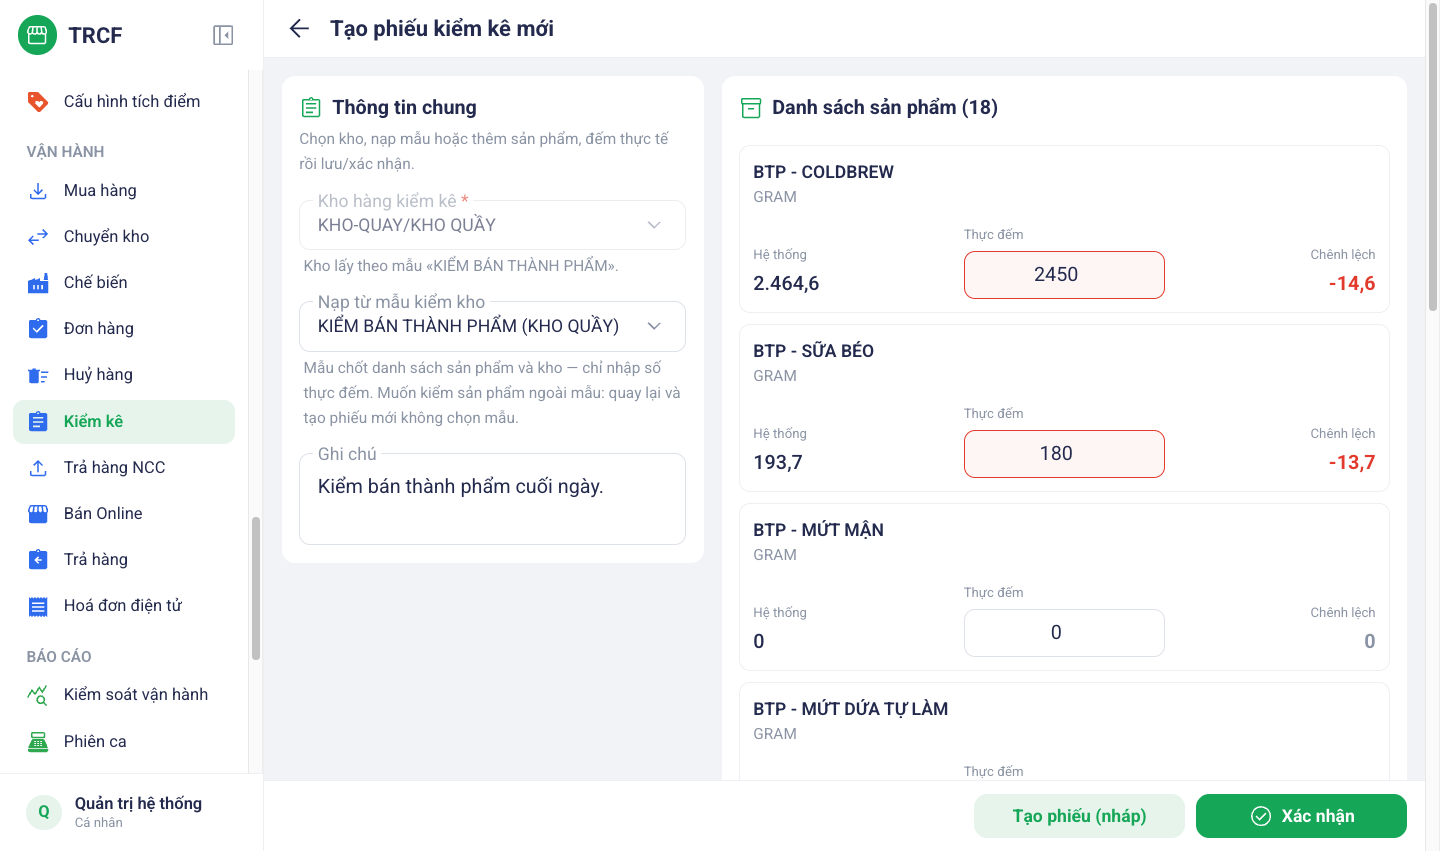 TRCF
Cấu hình tích điểm
VẬN HÀNH
Mua hàng
Chuyển kho
Chế biến
Đơn hàng
Huỷ hàng
Kiểm kê
Trả hàng NCC
Bán Online
Trả hàng
Hoá đơn điện tử
BÁO CÁO
Kiểm soát vận hành
Phiên ca
Q
Quản trị hệ thống
Cá nhân
Tạo phiếu kiểm kê mới
Thông tin chung
Chọn kho, nạp mẫu hoặc thêm sản phẩm, đếm thực tế
rồi lưu/xác nhận.
Kho hàng kiểm kê *
KHO-QUAY/KHO QUẦY
Kho lấy theo mẫu «KIỂM BÁN THÀNH PHẨM».
Nạp từ mẫu kiểm kho
KIỂM BÁN THÀNH PHẨM (KHO QUẦY)
Mẫu chốt danh sách sản phẩm và kho — chỉ nhập số
thực đếm. Muốn kiểm sản phẩm ngoài mẫu: quay lại và
tạo phiếu mới không chọn mẫu.
Ghi chú
Kiểm bán thành phẩm cuối ngày.
Danh sách sản phẩm (18)
BTP - COLDBREW
GRAM
Thực đếm
Hệ thống
Chênh lệch
2.464,6
2450
-14,6
BTP - SỮA BÉO
GRAM
Thực đếm
Hệ thống
Chênh lệch
193,7
180
-13,7
BTP - MỨT MẬN
GRAM
Thực đếm
Hệ thống
Chênh lệch
0
0
0
BTP - MỨT DỨA TỰ LÀM
GRAM
Thực đếm
Tạo phiếu (nháp)
Xác nhận